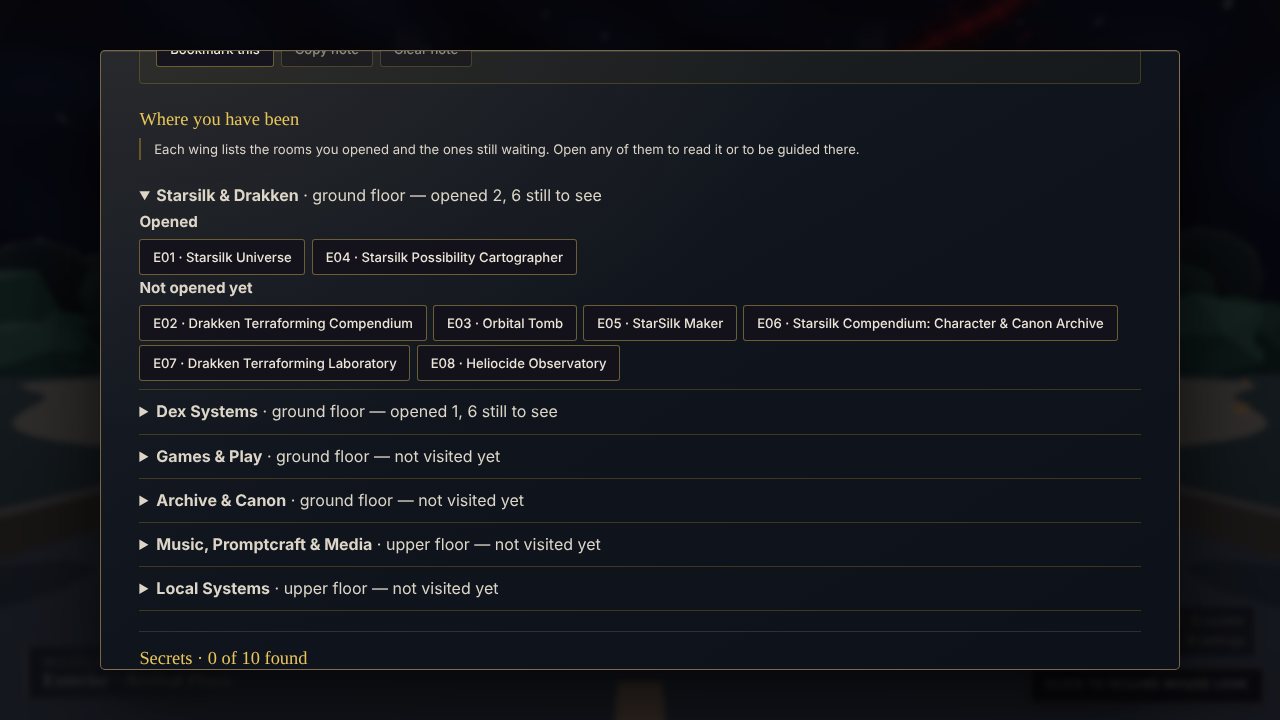 Bookmark this Copy note Clear note
Where you have been
Each wing lists the rooms you opened and the ones still waiting. Open any of them to read it or to be guided there.
▼ Starsilk & Drakken · ground floor — opened 2, 6 still to see
Opened
E01 · Starsilk Universe E04 · Starsilk Possibility Cartographer
Not opened yet
E02 · Drakken Terraforming Compendium E03 · Orbital Tomb E05 · StarSilk Maker E06 · Starsilk Compendium: Character & Canon Archive
E07 · Drakken Terraforming Laboratory E08 · Heliocide Observatory
▶ Dex Systems · ground floor — opened 1, 6 still to see
▶ Games & Play · ground floor — not visited yet
▶ Archive & Canon · ground floor — not visited yet
▶ Music, Promptcraft & Media · upper floor — not visited yet
▶ Local Systems · upper floor — not visited yet
Secrets · 0 of 10 found